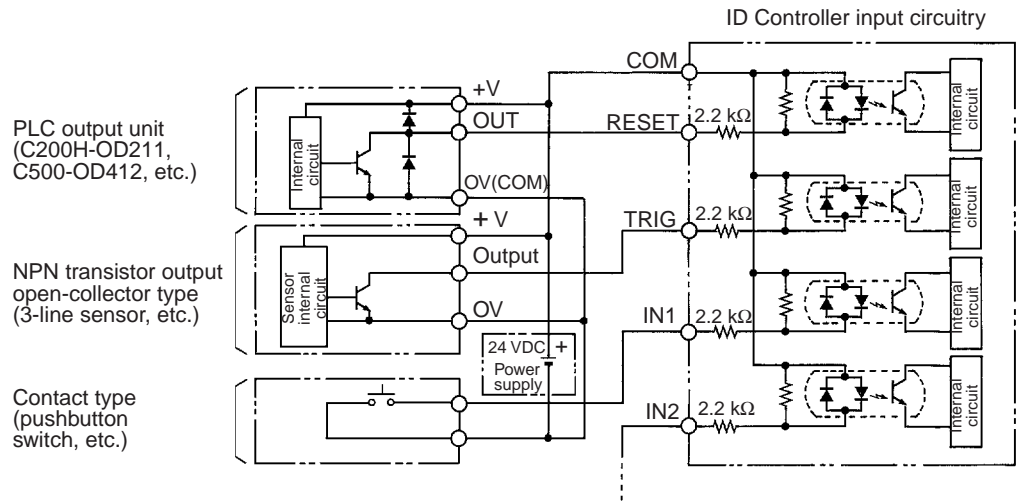 ID Controller input circuitry
COM
+V
OUT
RESET
2.2 kΩ
Internal
circuit
PLC output unit
(C200H-OD211,
C500-OD412, etc.)
Internal
circuit
OV(COM)
+ V
TRIG
2.2 kΩ
Internal
circuit
Output
NPN transistor output
open-collector type
(3-line sensor, etc.)
Sensor
internal
circuit
OV
IN1
2.2 kΩ
Internal
circuit
24 VDC +
Power
supply
Contact type
(pushbutton
switch, etc.)
IN2
2.2 kΩ
Internal
circuit